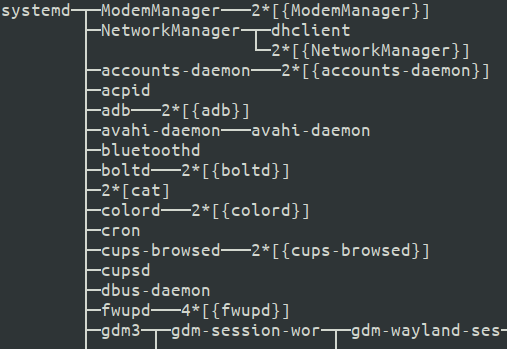 systemd─┬─ModemManager───2*[{ModemManager}]
        ├─NetworkManager─┬─dhclient
        │                └─2*[{NetworkManager}]
        ├─accounts-daemon───2*[{accounts-daemon}]
        ├─acpid
        ├─adb───2*[{adb}]
        ├─avahi-daemon───avahi-daemon
        ├─bluetoothd
        ├─boltd───2*[{boltd}]
        ├─2*[cat]
        ├─colord───2*[{colord}]
        ├─cron
        ├─cups-browsed───2*[{cups-browsed}]
        ├─cupsd
        ├─dbus-daemon
        ├─fwupd───4*[{fwupd}]
        ├─gdm3─┬─gdm-session-wor─┬─gdm-wayland-ses─